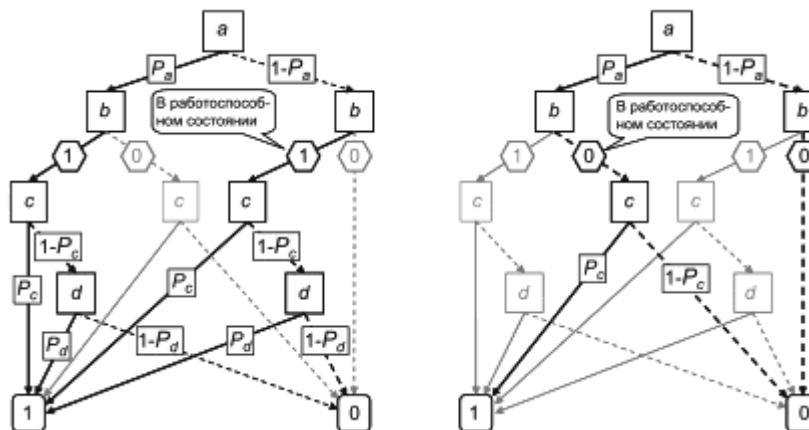 a
P_a
1-P_a
b
В работоспособ-
ном состоянии
b
1
0
1
0
c
c
c
1-P_c
P_c
1-P_c
P_c
d
d
P_d
1-P_d
P_d
1-P_d
1
0
a
P_a
1-P_a
b
В работоспособ-
ном состоянии
b
1
0
1
0
c
c
c
P_c
1-P_c
d
d
1
0